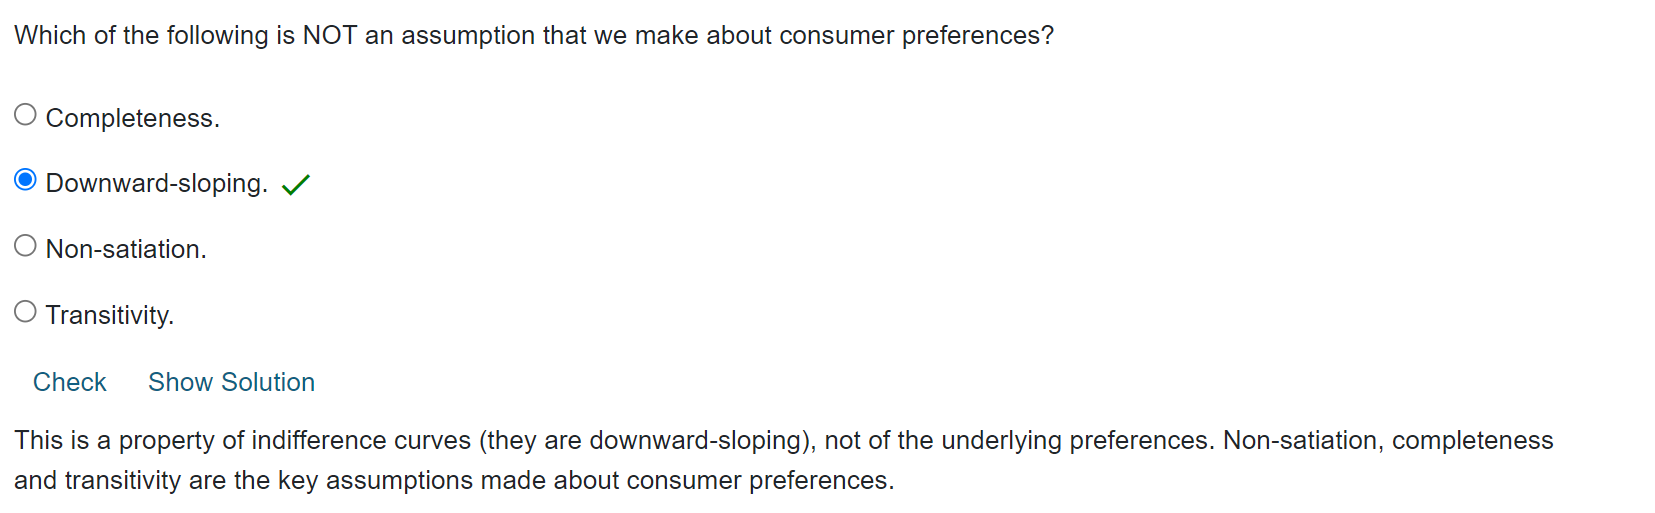 Which of the following is NOT an assumption that we make about consumer preferences?
Completeness.
Downward-sloping.
Non-satiation.
Transitivity.
Check Show Solution
This is a property of indifference curves (they are downward-sloping), not of the underlying preferences. Non-satiation, completeness
and transitivity are the key assumptions made about consumer preferences.